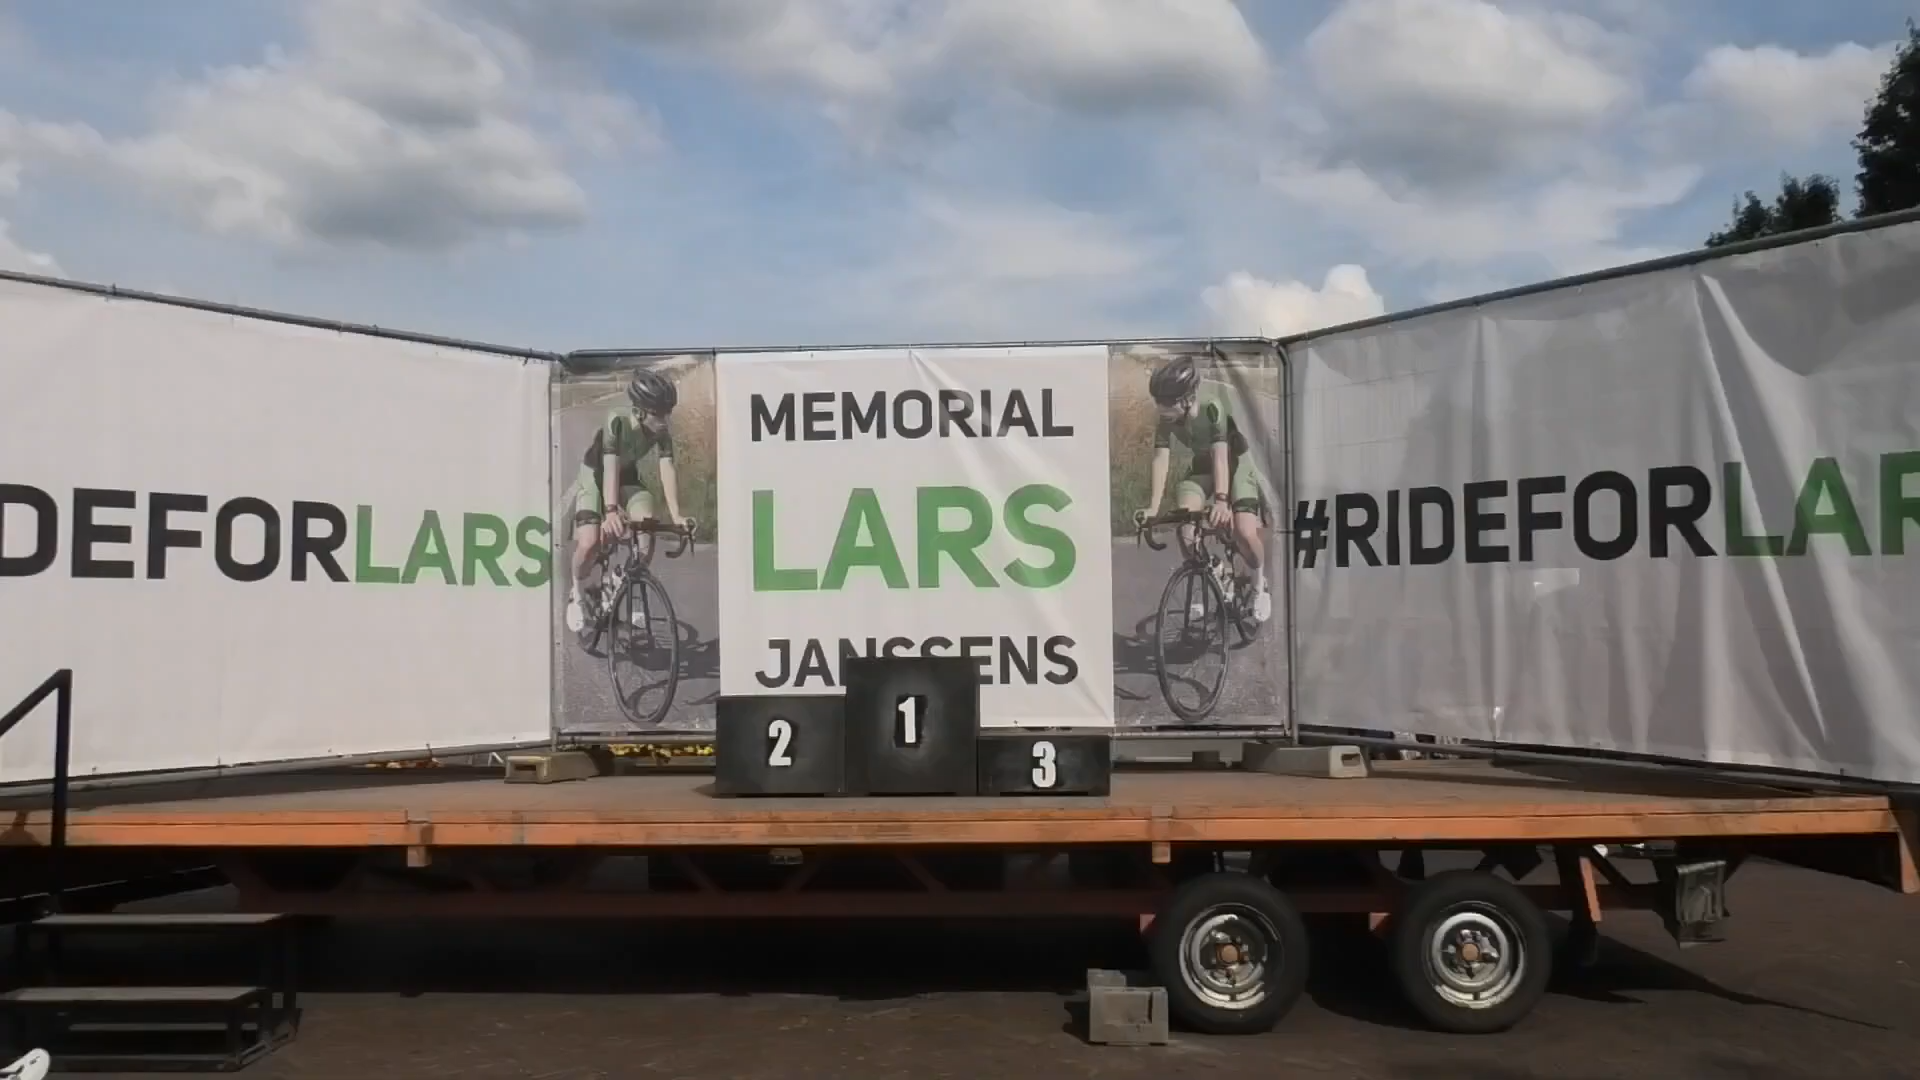 DEFORLARS
MEMORIAL
LARS
JANSSENS
#RIDEFORLAR
2
1
3